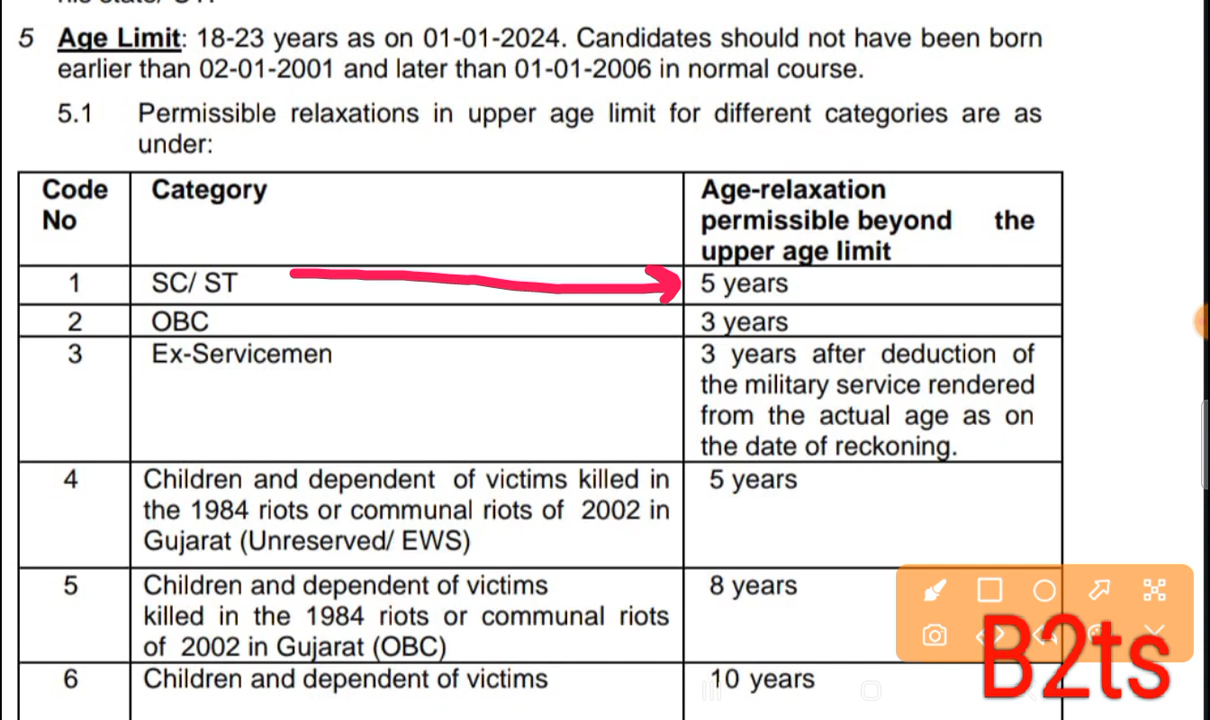 5 Age Limit: 18-23 years as on 01-01-2024. Candidates should not have been born
earlier than 02-01-2001 and later than 01-01-2006 in normal course.
5.1 Permissible relaxations in upper age limit for different categories are as
under:
Code No | Category | Age-relaxation permissible beyond the upper age limit
1 SC/ ST 5 years
2 OBC 3 years
3 Ex-Servicemen 3 years after deduction of
the military service rendered
from the actual age as on
the date of reckoning.
4 Children and dependent of victims killed in 5 years
the 1984 riots or communal riots of 2002 in
Gujarat (Unreserved/ EWS)
5 Children and dependent of victims 8 years
killed in the 1984 riots or communal riots
of 2002 in Gujarat (OBC)
6 Children and dependent of victims 10 years
B2ts